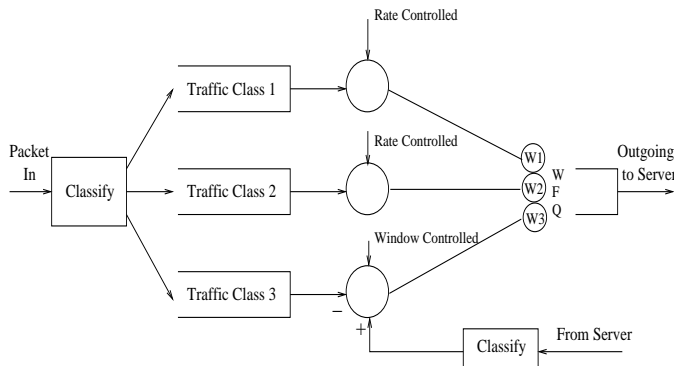 Rate Controlled
Traffic Class 1
Packet
In
Classify
Rate Controlled
Traffic Class 2
W1
W2
W3
W
F
Q
Outgoing
to Server
Window Controlled
Traffic Class 3
−
+
Classify
From Server